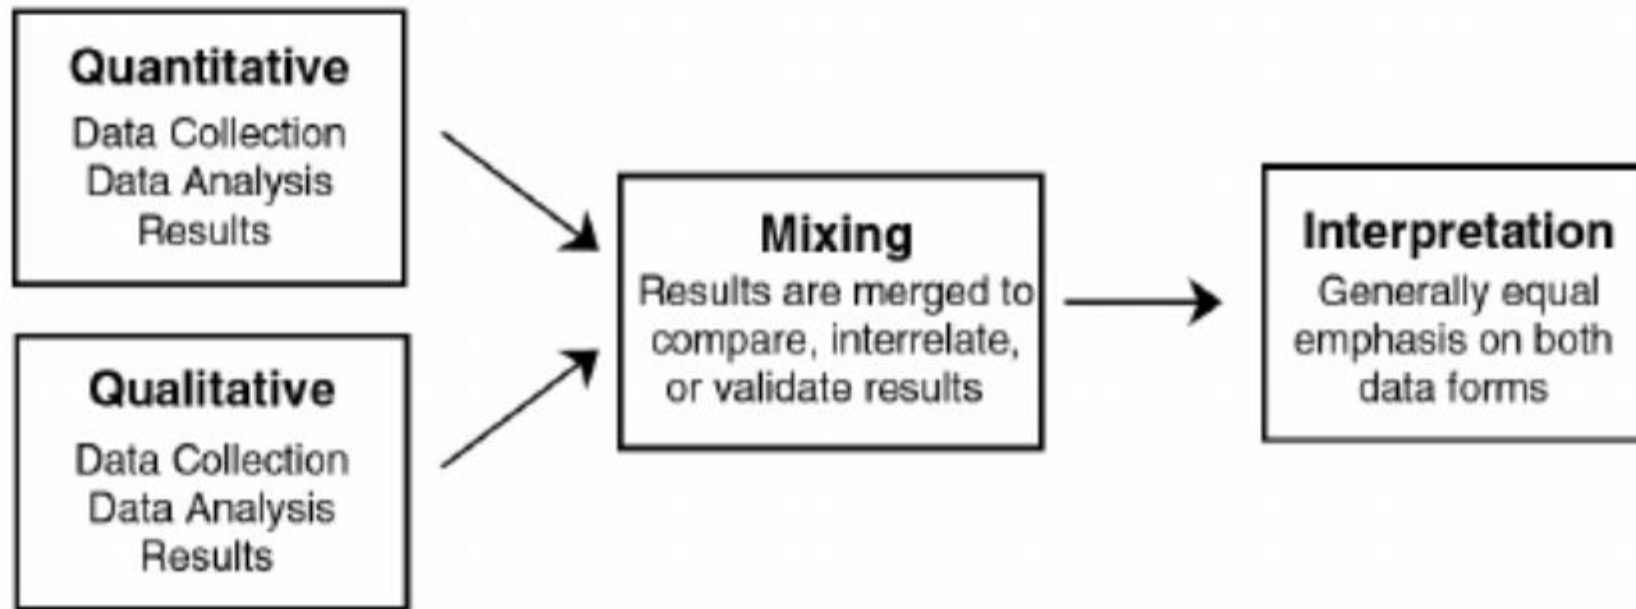 Quantitative
Data Collection
Data Analysis
Results
Qualitative
Data Collection
Data Analysis
Results
Mixing
Results are merged to
compare, interrelate,
or validate results
Interpretation
Generally equal
emphasis on both
data forms